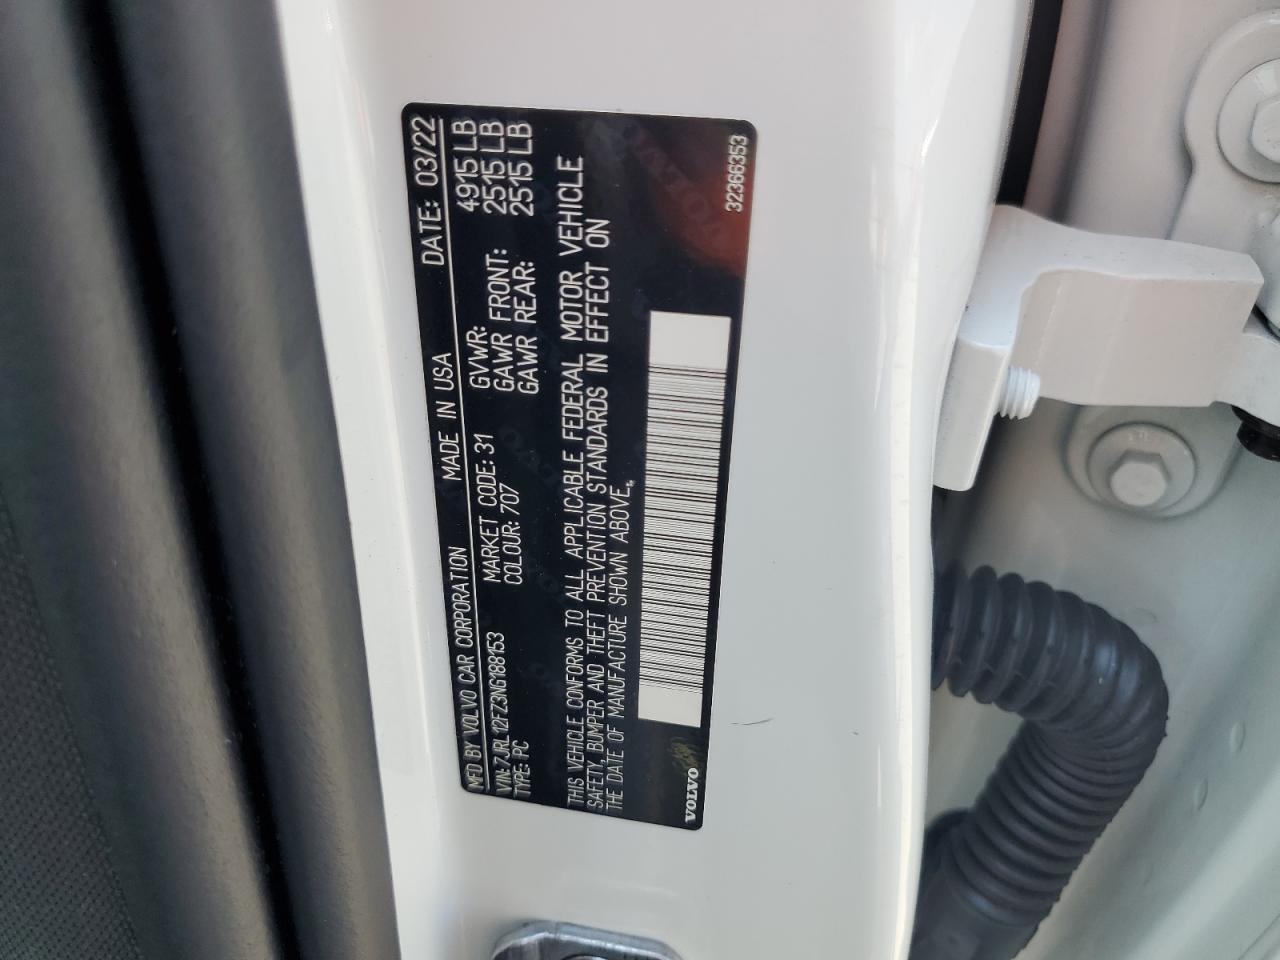 MFD BY VOLVO CAR CORPORATION MADE IN USA DATE: 03/22
VIN: 7JRL12FZ3NG188153 MARKET CODE: 31 GVWR: 4915 LB
TYPE: PC COLOUR: 707 GAWR FRONT: 2515 LB
GAWR REAR: 2515 LB
THIS VEHICLE CONFORMS TO ALL APPLICABLE FEDERAL MOTOR VEHICLE
SAFETY, BUMPER AND THEFT PREVENTION STANDARDS IN EFFECT ON
THE DATE OF MANUFACTURE SHOWN ABOVE.
VOLVO 32366353